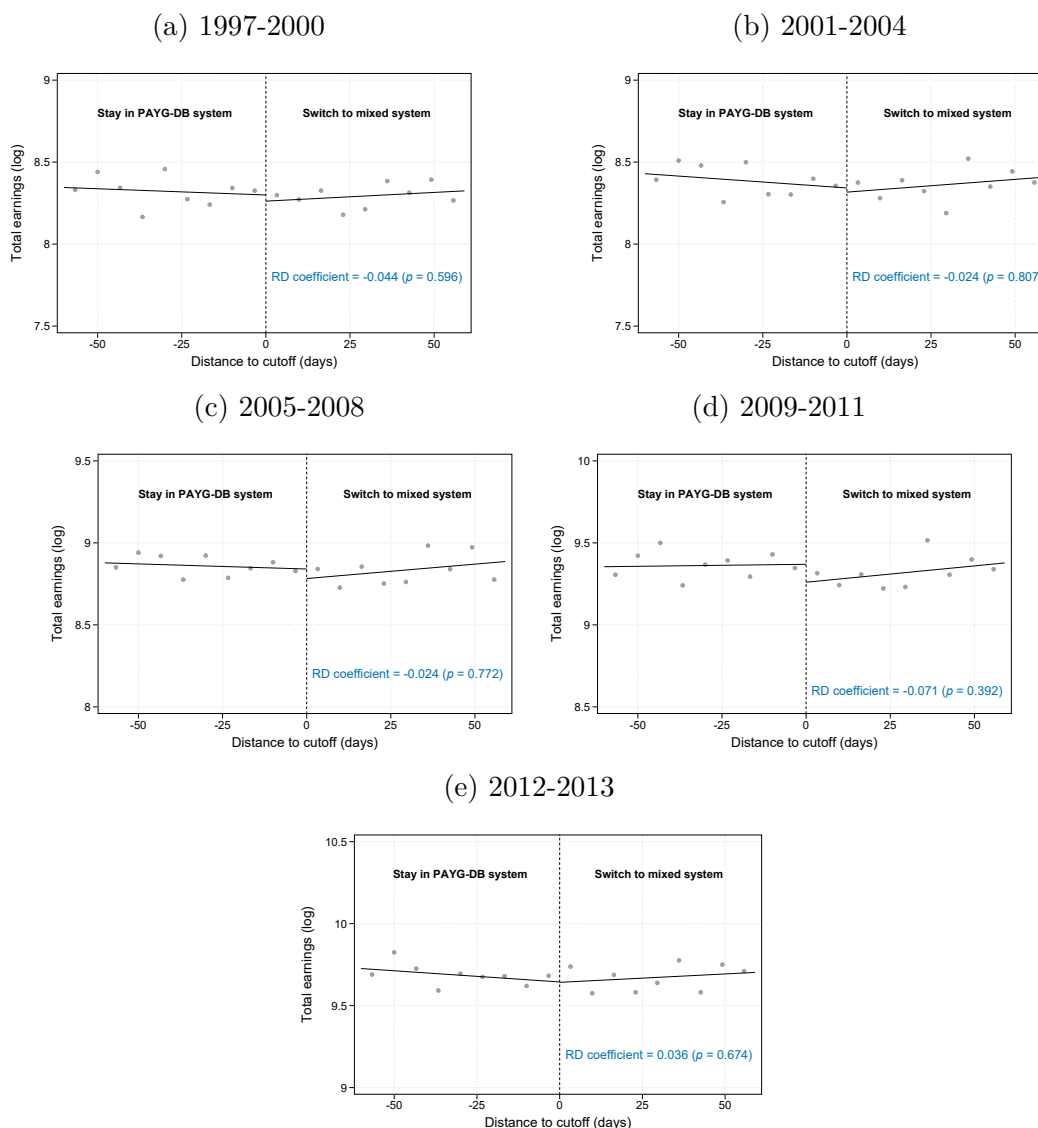 (a) 1997-2000
9
8.5
8
7.5
Total earnings (log)
Stay in PAYG-DB system
Switch to mixed system
RD coefficient = -0.044 (p = 0.596)
-50 -25 0 25 50
Distance to cutoff (days)
(b) 2001-2004
9
8.5
8
7.5
Total earnings (log)
Stay in PAYG-DB system
Switch to mixed system
RD coefficient = -0.024 (p = 0.807
-50 -25 0 25 50
Distance to cutoff (days)
(c) 2005-2008
9.5
9
8.5
8
Total earnings (log)
Stay in PAYG-DB system
Switch to mixed system
RD coefficient = -0.024 (p = 0.772)
-50 -25 0 25 50
Distance to cutoff (days)
(d) 2009-2011
10
9.5
9
8.5
Total earnings (log)
Stay in PAYG-DB system
Switch to mixed system
RD coefficient = -0.071 (p = 0.392)
-50 -25 0 25 50
Distance to cutoff (days)
(e) 2012-2013
10.5
10
9.5
9
Total earnings (log)
Stay in PAYG-DB system
Switch to mixed system
RD coefficient = 0.036 (p = 0.674)
-50 -25 0 25 50
Distance to cutoff (days)